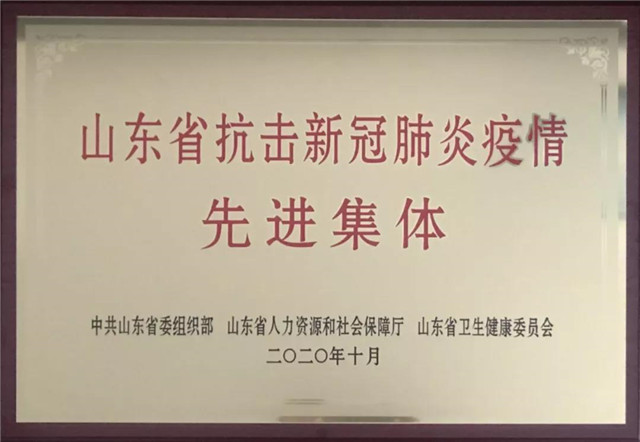 山东省抗击新冠肺炎疫情
先进集体
中共山东省委组织部 山东省人力资源和社会保障厅 山东省卫生健康委员会
二〇二〇年十月